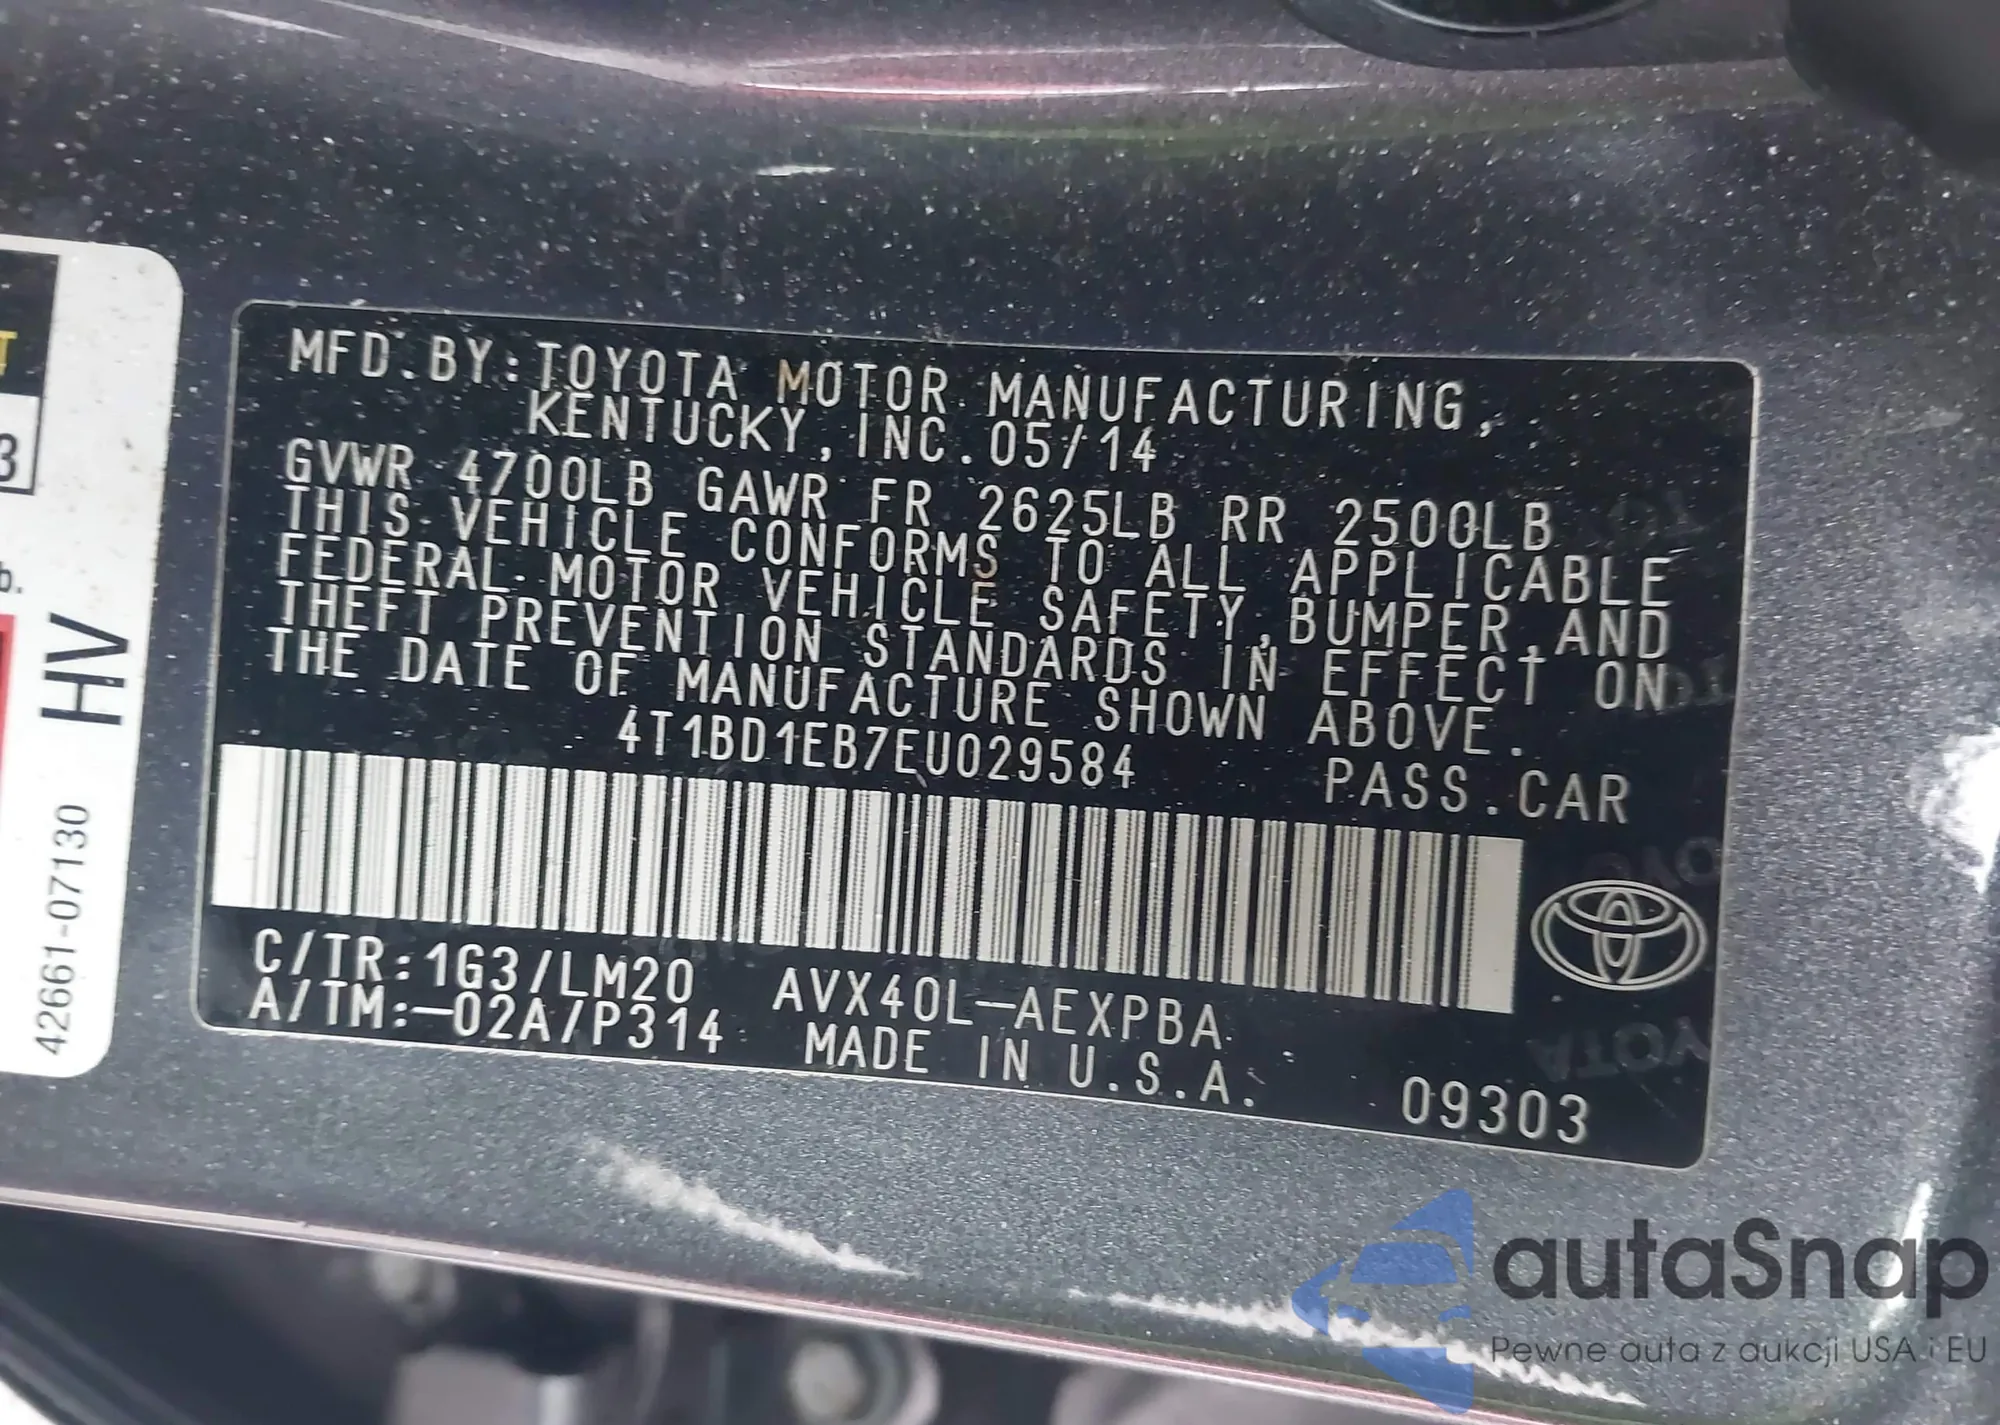 MFD.BY:TOYOTA MOTOR MANUFACTURING,
KENTUCKY,INC.05/14
GVWR 4700LB GAWR FR 2625LB RR 2500LB
THIS VEHICLE CONFORMS TO ALL APPLICABLE
FEDERAL MOTOR VEHICLE SAFETY,BUMPER,AND
THEFT PREVENTION STANDARDS IN EFFECT ON
THE DATE OF MANUFACTURE SHOWN ABOVE.
4T1BD1EB7EU029584 PASS.CAR
C/TR:1G3/LM20 AVX40L-AEXPBA
A/TM:-02A/P314 MADE IN U.S.A.
09303
T
3
b.
HV
42661-07130
TOYOTA
autaSnap
Pewne auta z aukcji USA i EU